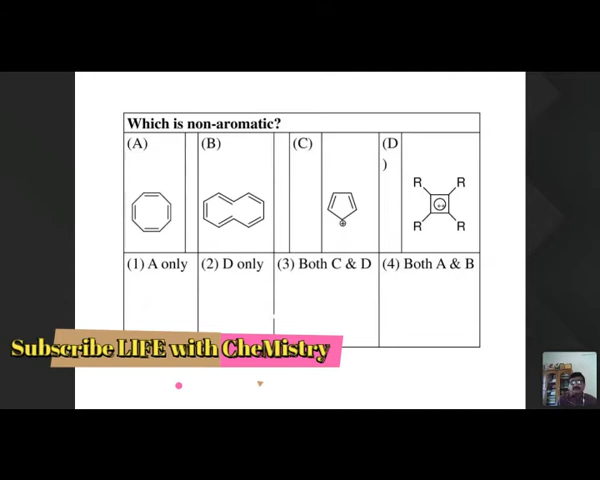 Which is non-aromatic?
(A) (B) (C) (D
)
R R
++
R R
(1) A only (2) D only (3) Both C & D (4) Both A & B
Subscribe LIFE with CheMistry